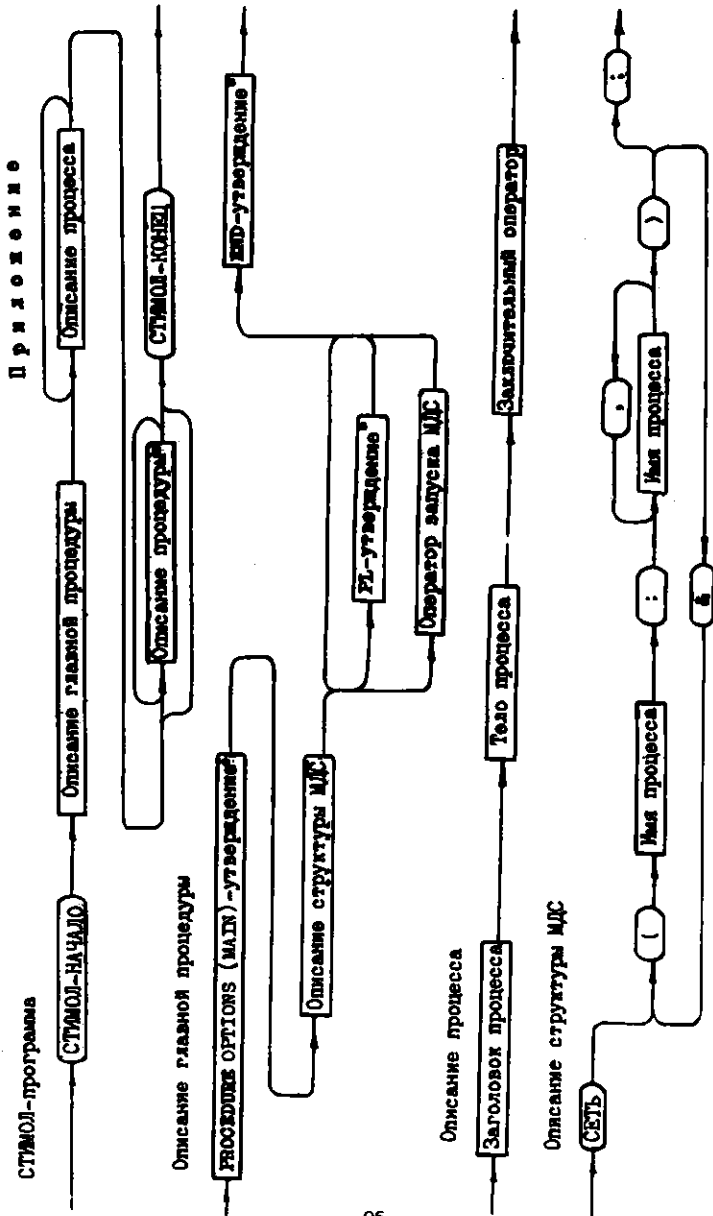 Приложение
СТИМОЛ-программа
СТИМОЛ-НАЧАЛО
Описание главной процедуры
Описание процесса
Описание процедуры*
СТИМОЛ-КОНЕЦ
Описание главной процедуры
PROCEDURE OPTIONS (MAIN)-утверждение*
Описание структуры МДС
PL-утверждение*
Оператор запуска МДС
END-утверждение*
Описание процесса
Заголовок процесса
Тело процесса
Заключительный оператор
Описание структуры МДС
СЕТЬ
(
Имя процесса
:
Имя процесса
,
)
;
&